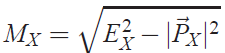 M_X = \sqrt{E_X^2 - |\vec{P}_X|^2}